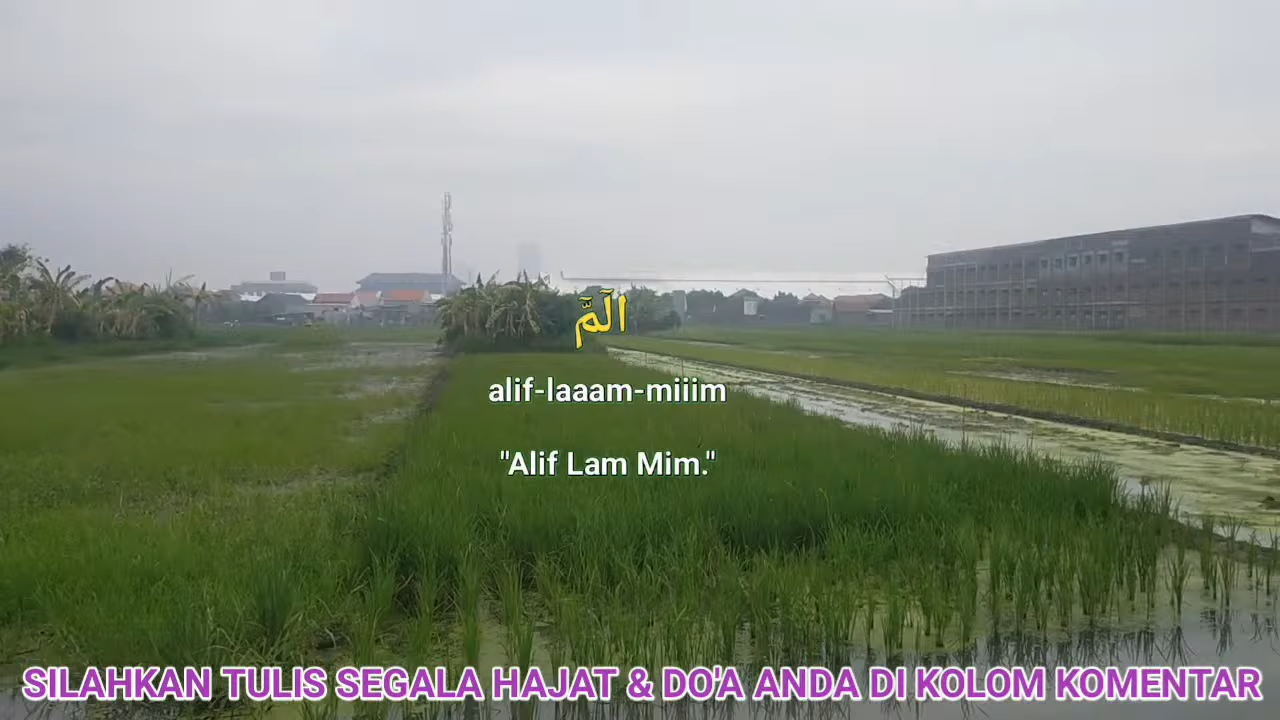 الٓمّٓ
alif-laaam-miiim
"Alif Lam Mim."
SILAHKAN TULIS SEGALA HAJAT & DO'A ANDA DI KOLOM KOMENTAR